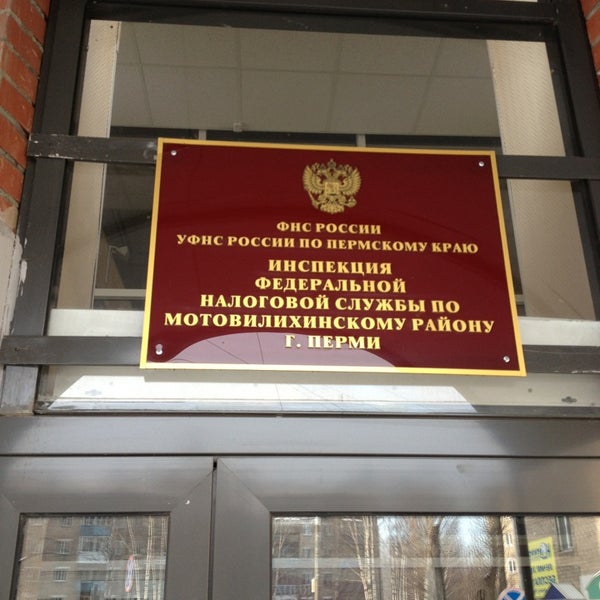 ФНС РОССИИ
УФНС РОССИИ ПО ПЕРМСКОМУ КРАЮ
ИНСПЕКЦИЯ
ФЕДЕРАЛЬНОЙ
НАЛОГОВОЙ СЛУЖБЫ ПО
МОТОВИЛИХИНСКОМУ РАЙОНУ
Г. ПЕРМИ